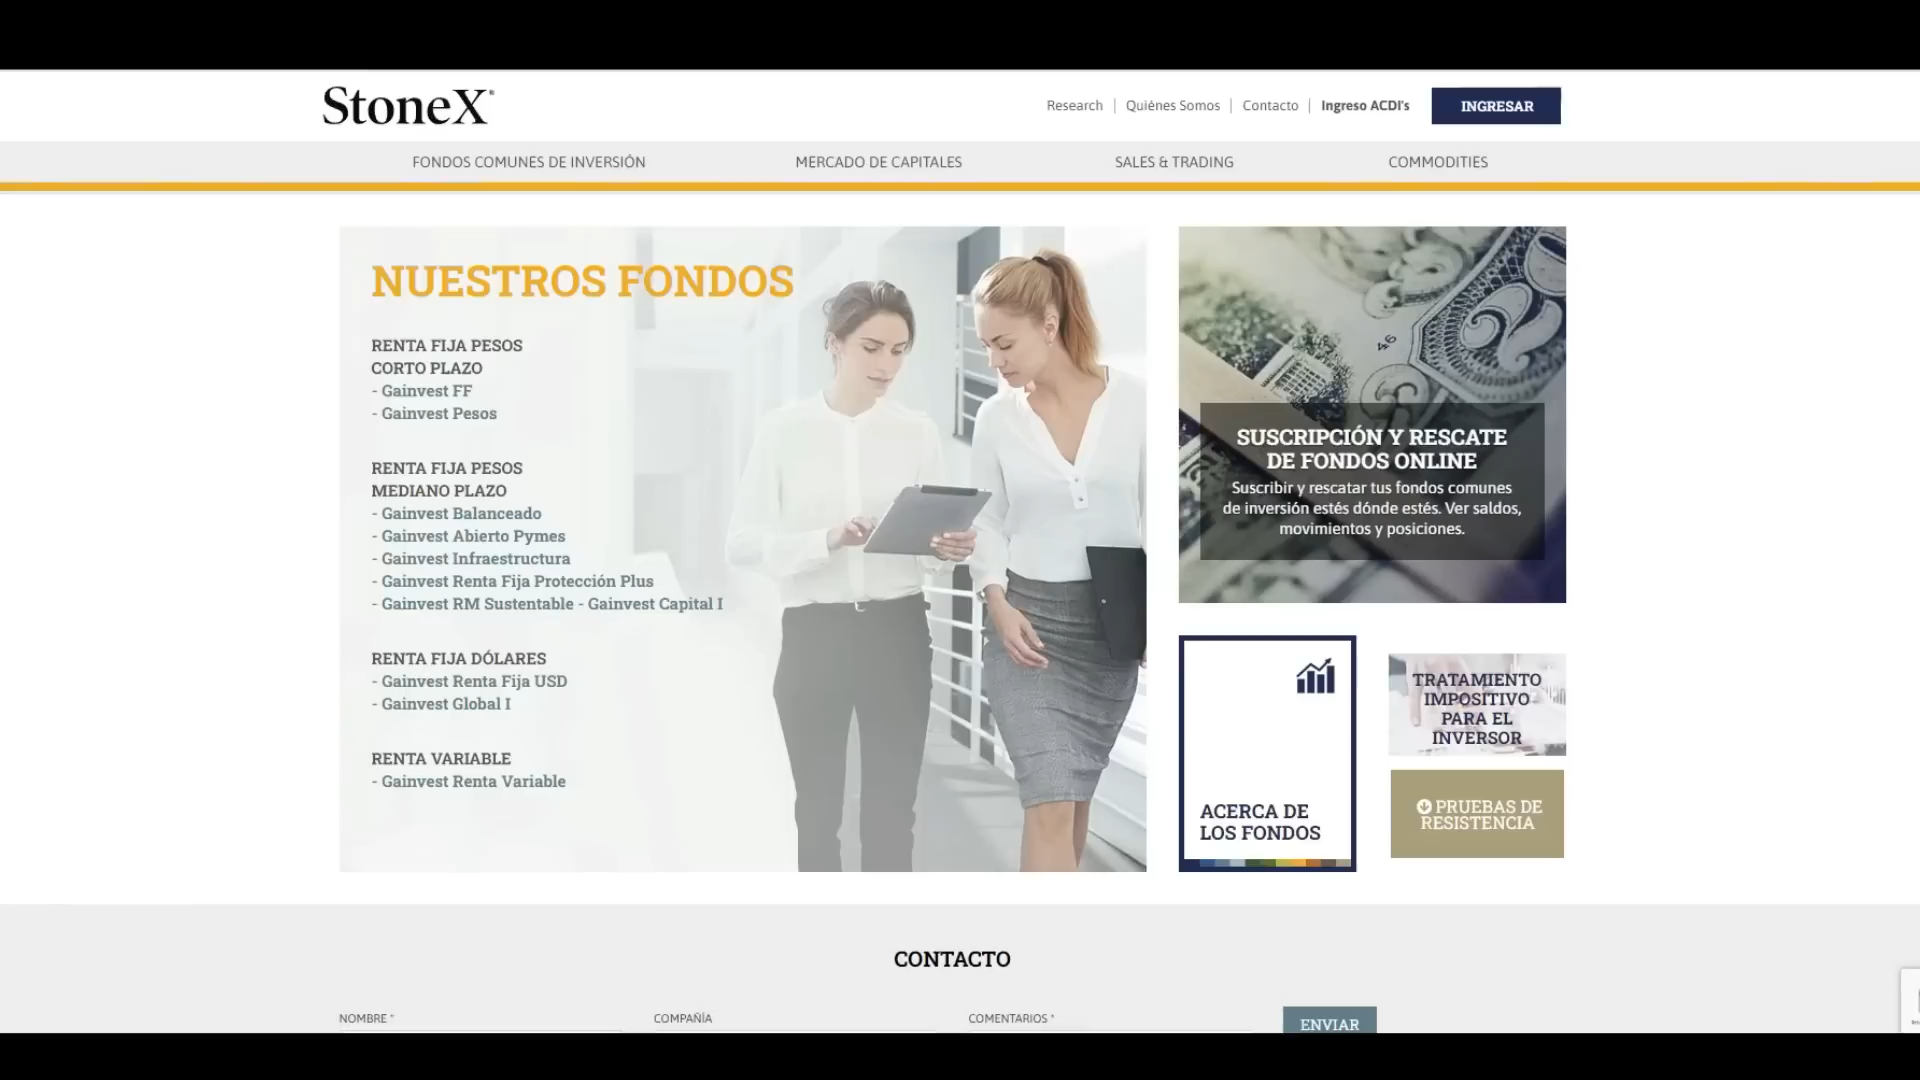 StoneX
Research | Quiénes Somos | Contacto | Ingreso ACDI's
INGRESAR
FONDOS COMUNES DE INVERSIÓN
MERCADO DE CAPITALES
SALES & TRADING
COMMODITIES
NUESTROS FONDOS
RENTA FIJA PESOS
CORTO PLAZO
- Gainvest FF
- Gainvest Pesos
RENTA FIJA PESOS
MEDIANO PLAZO
- Gainvest Balanceado
- Gainvest Abierto Pymes
- Gainvest Infraestructura
- Gainvest Renta Fija Protección Plus
- Gainvest RM Sustentable - Gainvest Capital I
RENTA FIJA DÓLARES
- Gainvest Renta Fija USD
- Gainvest Global I
RENTA VARIABLE
- Gainvest Renta Variable
SUSCRIPCIÓN Y RESCATE
DE FONDOS ONLINE
Suscribir y rescatar tus fondos comunes
de inversión estés dónde estés. Ver saldos,
movimientos y posiciones.
ACERCA DE
LOS FONDOS
TRATAMIENTO
IMPOSITIVO
PARA EL
INVERSOR
PRUEBAS DE
RESISTENCIA
CONTACTO
NOMBRE *
COMPAÑÍA
COMENTARIOS *
ENVIAR